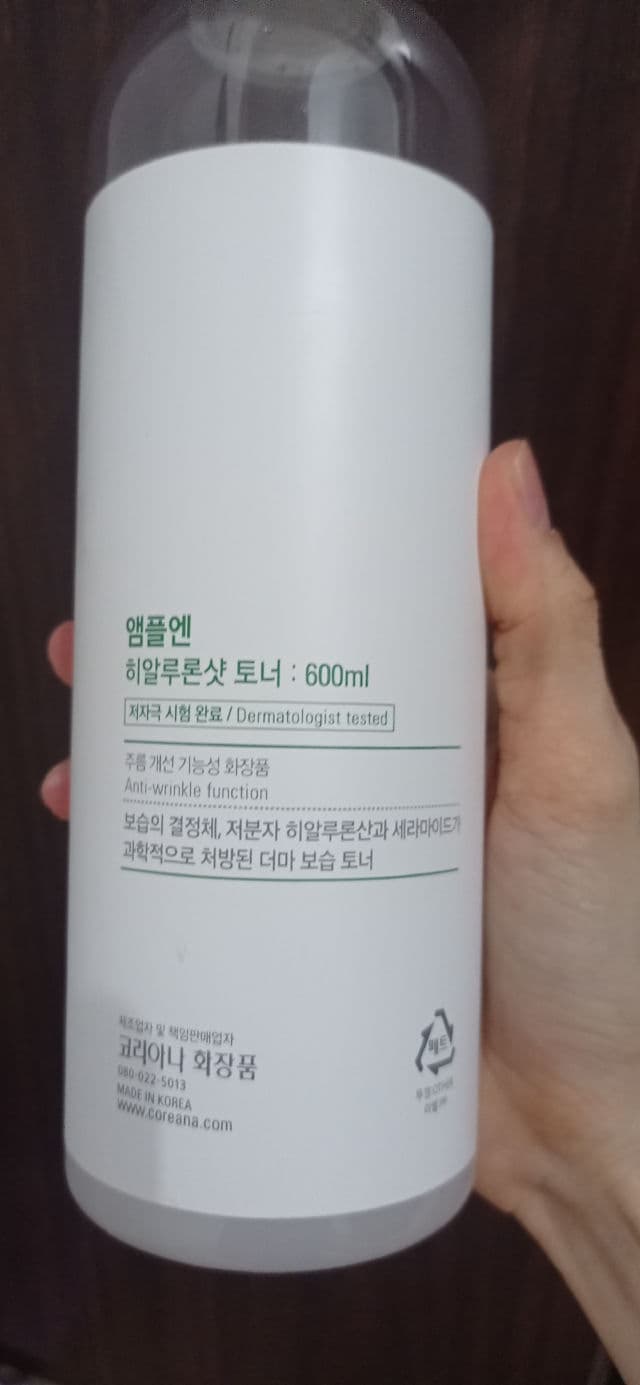 앰플엔
히알루론샷 토너 : 600ml
저자극 시험 완료 / Dermatologist tested
주름 개선 기능성 화장품
Anti-wrinkle function
보습의 결정체, 저분자 히알루론산과 세라마이드가
과학적으로 처방된 더마 보습 토너
제조업자 및 책임판매업자
코리아나 화장품
080-022-5013
MADE IN KOREA
www.coreana.com
페트